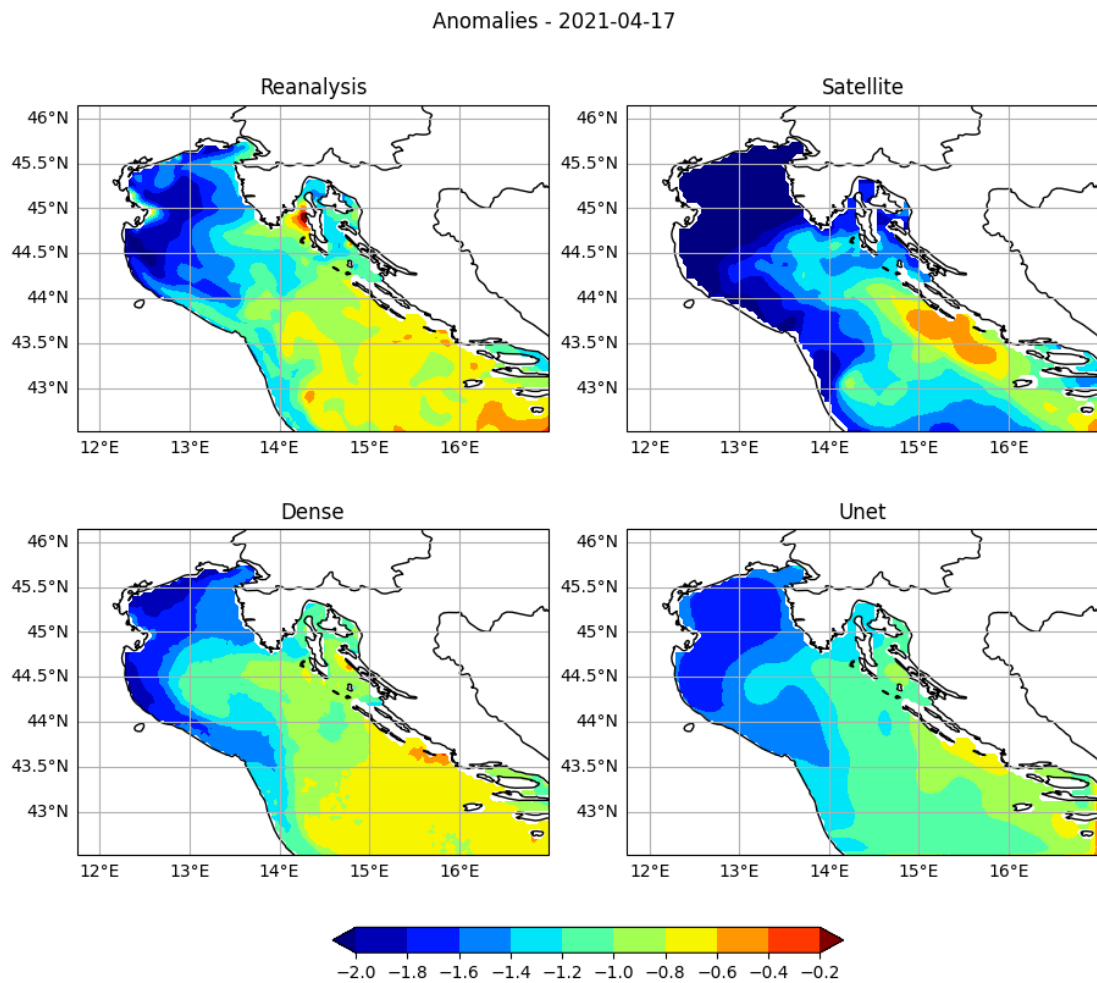 Anomalies - 2021-04-17
Reanalysis
Satellite
46°N
45.5°N
45°N
44.5°N
44°N
43.5°N
43°N
12°E 13°E 14°E 15°E 16°E
46°N
45.5°N
45°N
44.5°N
44°N
43.5°N
43°N
12°E 13°E 14°E 15°E 16°E
Dense
Unet
46°N
45.5°N
45°N
44.5°N
44°N
43.5°N
43°N
12°E 13°E 14°E 15°E 16°E
46°N
45.5°N
45°N
44.5°N
44°N
43.5°N
43°N
12°E 13°E 14°E 15°E 16°E
−2.0 −1.8 −1.6 −1.4 −1.2 −1.0 −0.8 −0.6 −0.4 −0.2